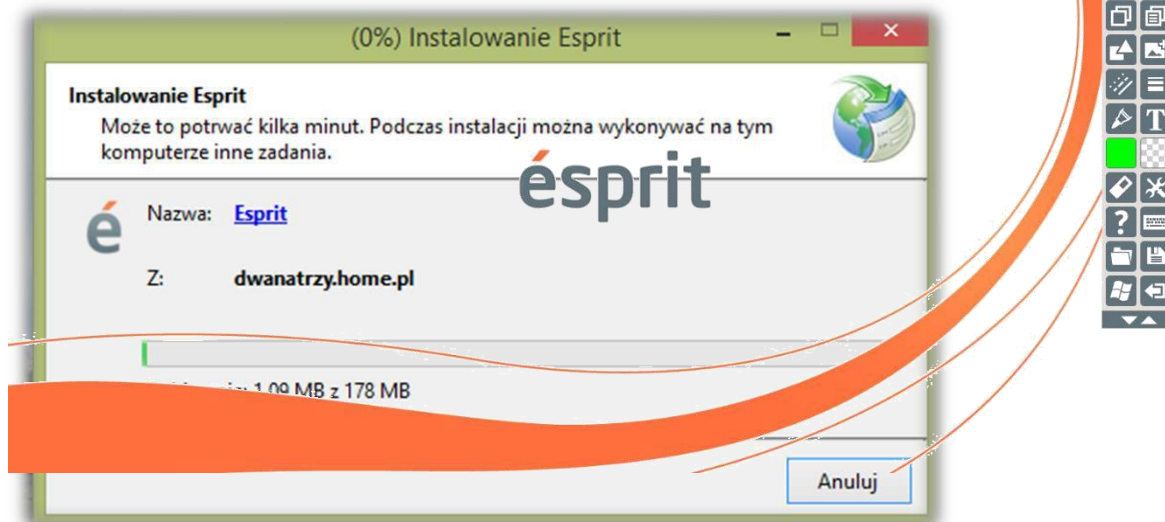 (0%) Instalowanie Esprit
Instalowanie Esprit
Może to potrwać kilka minut. Podczas instalacji można wykonywać na tym
komputerze inne zadania.
ésprit
é
Nazwa: Esprit
Z: dwanatrzy.home.pl
1.09 MB z 178 MB
Anuluj
T
?